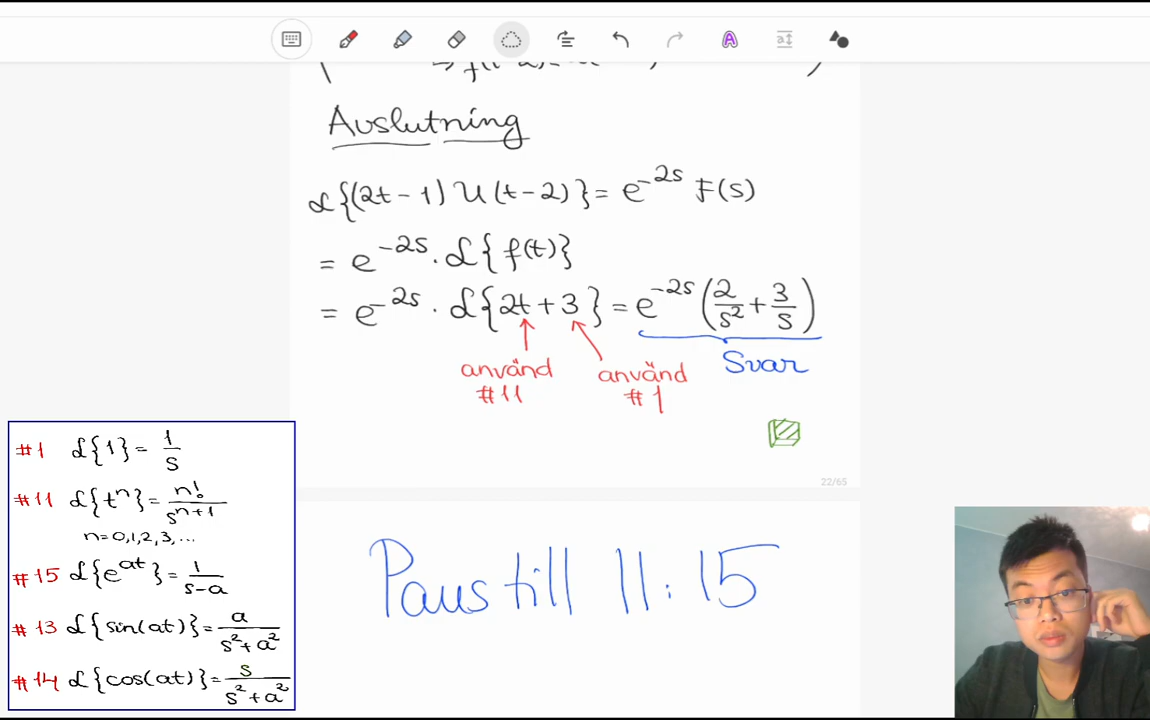 Avslutning
ℒ{(2t-1) U(t-2)} = e^{-2s} F(s)
= e^{-2s} · ℒ{f(t)}
= e^{-2s} · ℒ{2t+3} = e^{-2s} (2/s² + 3/s)
använd #11
använd #1
Svar
22/65
Paus till 11:15
#1 ℒ{1} = 1/s
#11 ℒ{tⁿ} = n!/s^{n+1}
n=0,1,2,3,...
#15 ℒ{e^{at}} = 1/(s-a)
#13 ℒ{sin(at)} = a/(s²+a²)
#14 ℒ{cos(at)} = s/(s²+a²)